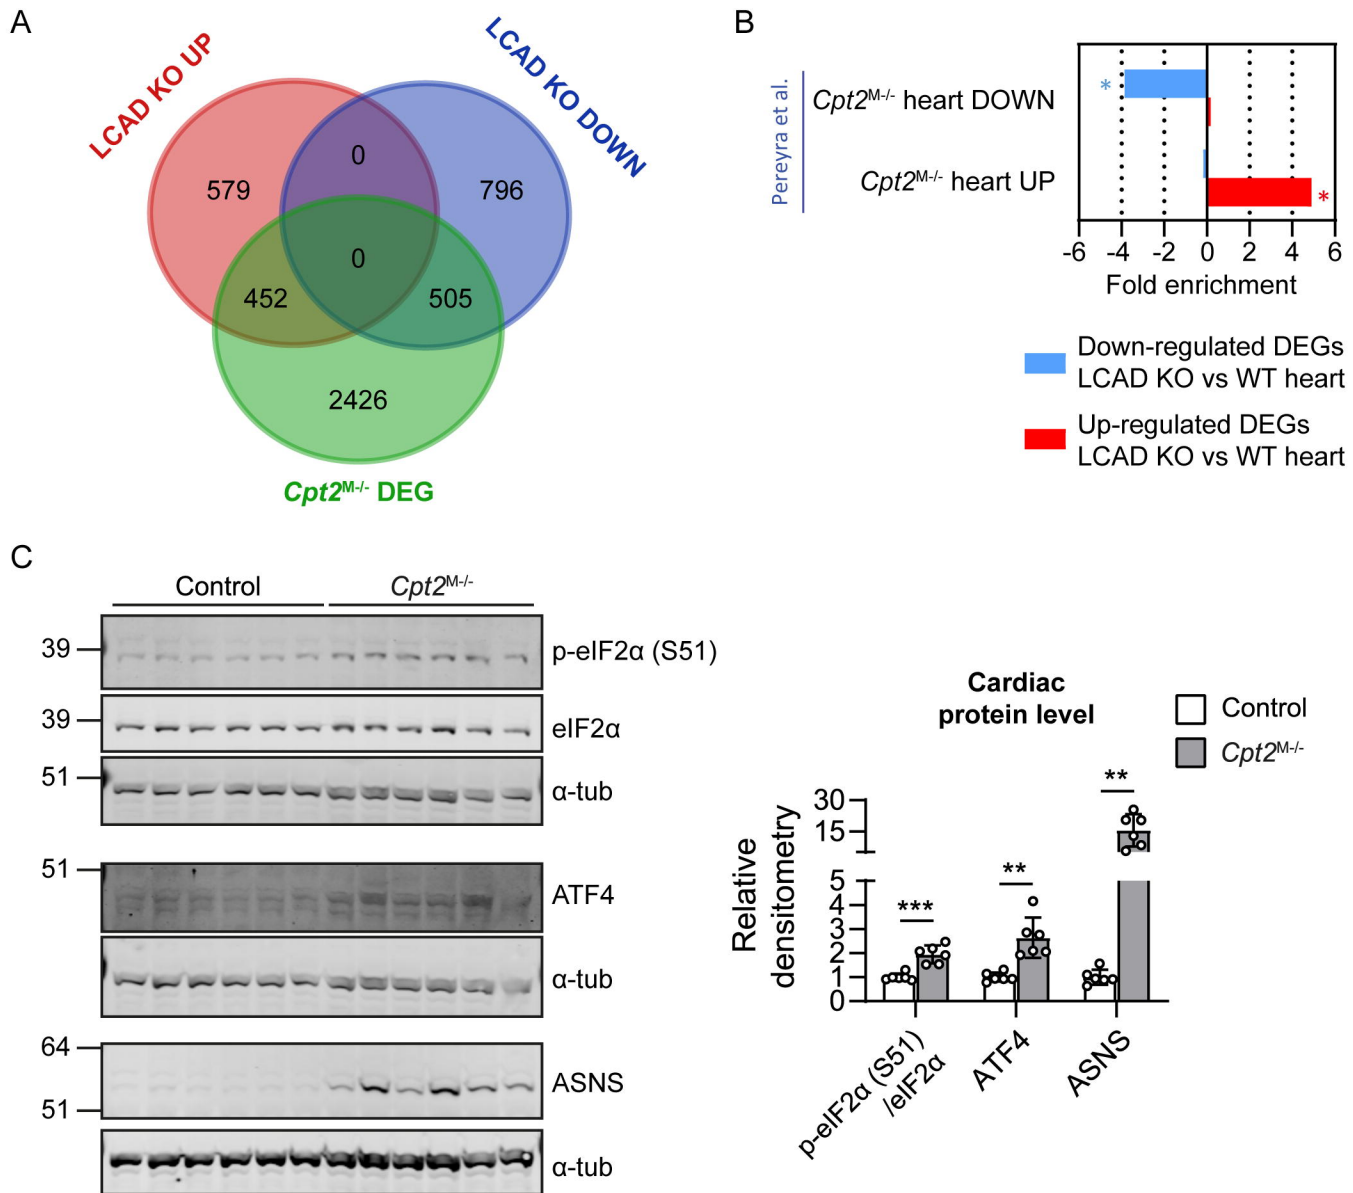 A
LCAD KO UP
LCAD KO DOWN
0
579
796
0
452
505
2426
Cpt2M-/- DEG
B
Pereyra et al.
Cpt2M-/- heart DOWN
*
Cpt2M-/- heart UP
*
-6 -4 -2 0 2 4 6
Fold enrichment
Down-regulated DEGs
LCAD KO vs WT heart
Up-regulated DEGs
LCAD KO vs WT heart
C
Control
Cpt2M-/-
39
p-eIF2α (S51)
39
eIF2α
51
α-tub
51
ATF4
α-tub
64
ASNS
51
α-tub
Cardiac
protein level
Control
Cpt2M-/-
Relative
densitometry
30
15
5
4
3
2
1
0
***
**
**
p-eIF2α (S51)
/eIF2α
ATF4
ASNS